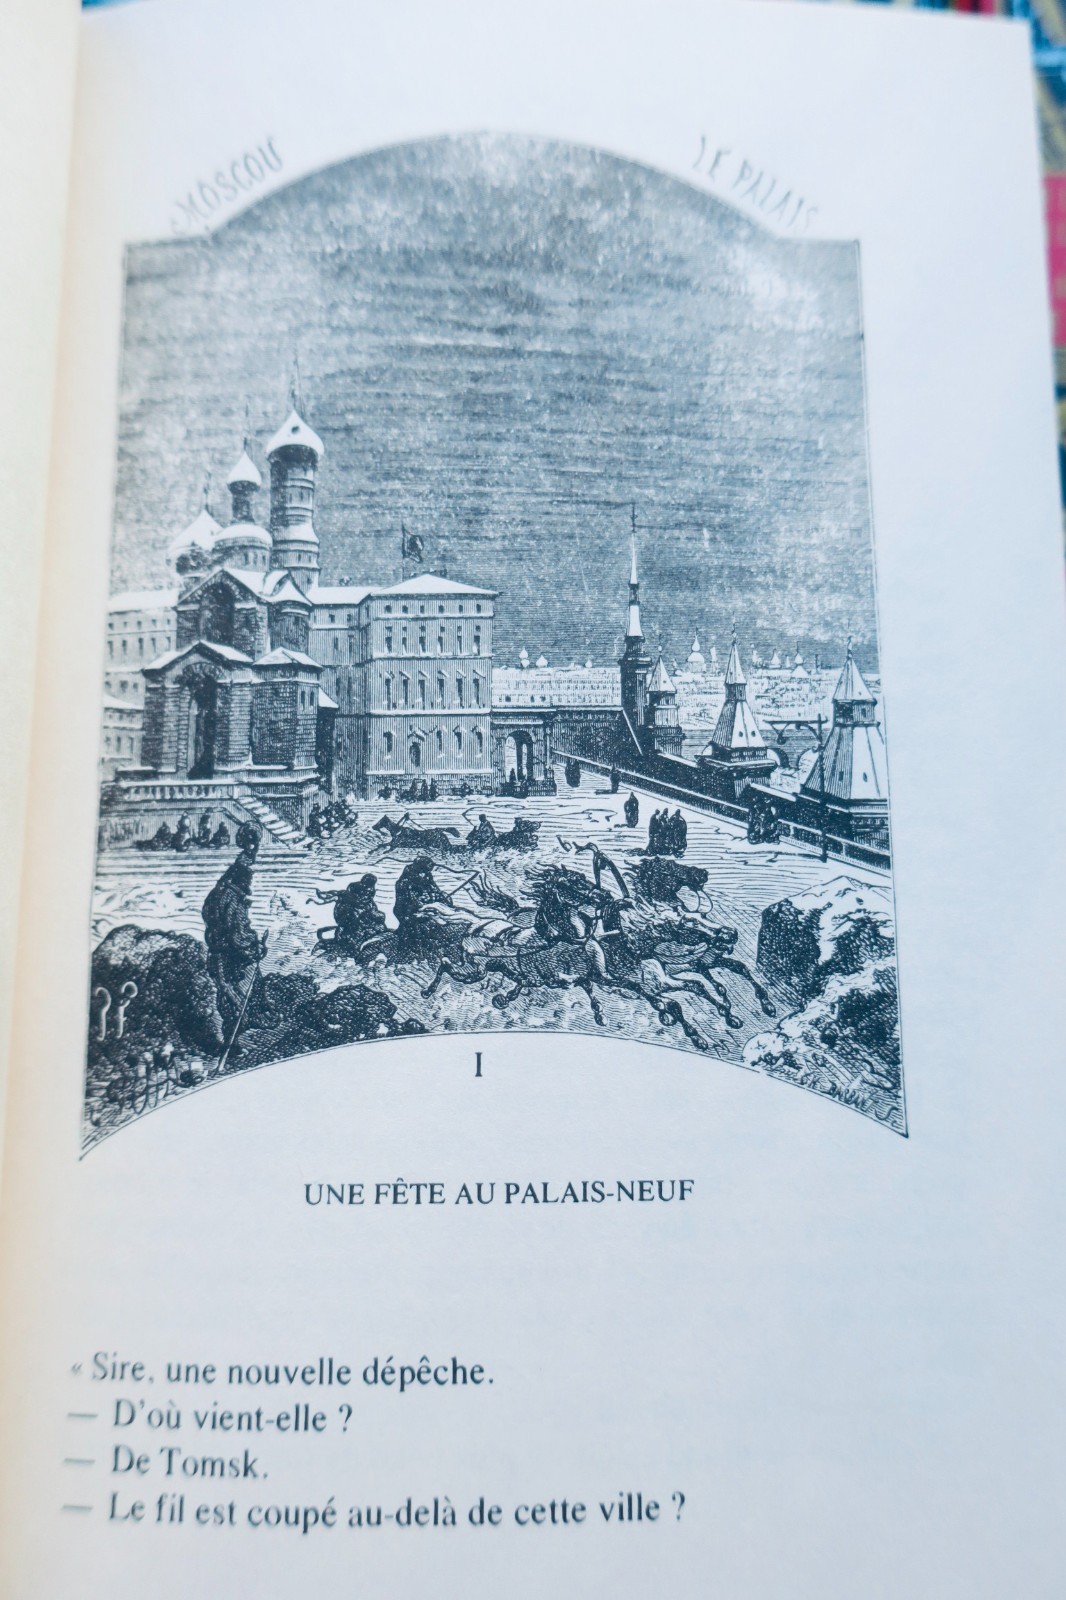 MOSCOU
LE PALAIS
I
UNE FÊTE AU PALAIS-NEUF
« Sire, une nouvelle dépêche.
— D'où vient-elle ?
— De Tomsk.
— Le fil est coupé au-delà de cette ville ?